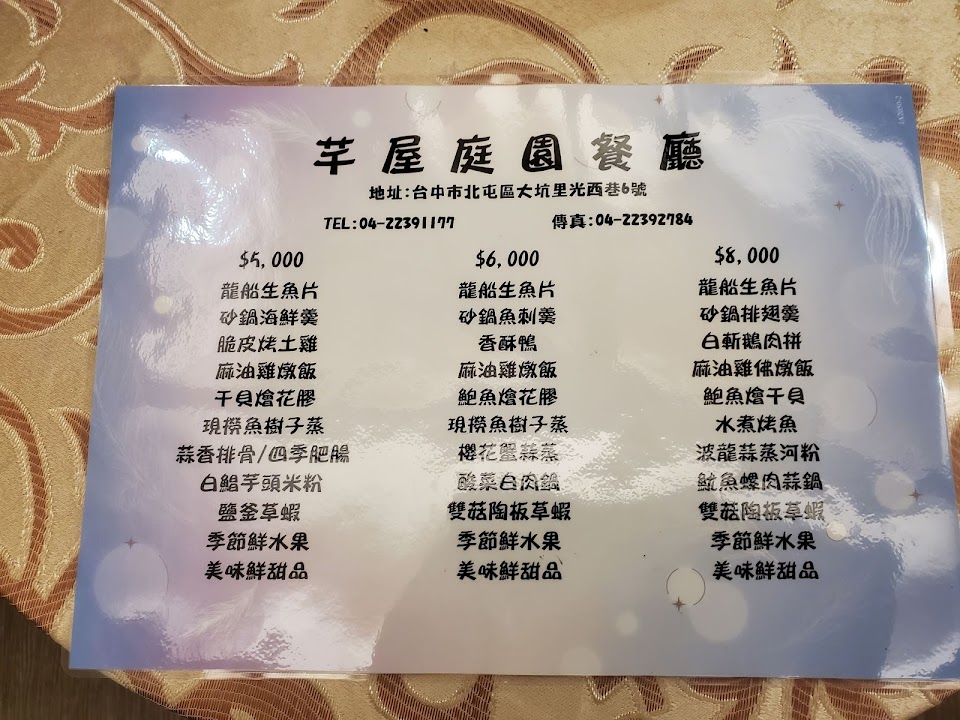 芋屋庭園餐廳
地址:台中市北屯區大坑里光西巷6號
TEL:04-22391177 傳真:04-22392784
$5,000 $6,000 $8,000
龍船生魚片 龍船生魚片 龍船生魚片
砂鍋海鮮羹 砂鍋魚刺羹 砂鍋排翅羹
脆皮烤土雞 香酥鴨 白斬鵝肉拼
麻油雞燉飯 麻油雞燉飯 麻油雞佛燉飯
干貝燴花膠 鮑魚燴花膠 鮑魚燴干貝
現撈魚樹子蒸 現撈魚樹子蒸 水煮烤魚
蒜香排骨/四季肥腸 櫻花蟹蒜蒸 波龍蒜蒸河粉
白鯧芋頭米粉 酸菜白肉鍋 魷魚螺肉蒜鍋
鹽釜草蝦 雙菇陶板草蝦 雙菇陶板草蝦
季節鮮水果 季節鮮水果 季節鮮水果
美味鮮甜品 美味鮮甜品 美味鮮甜品